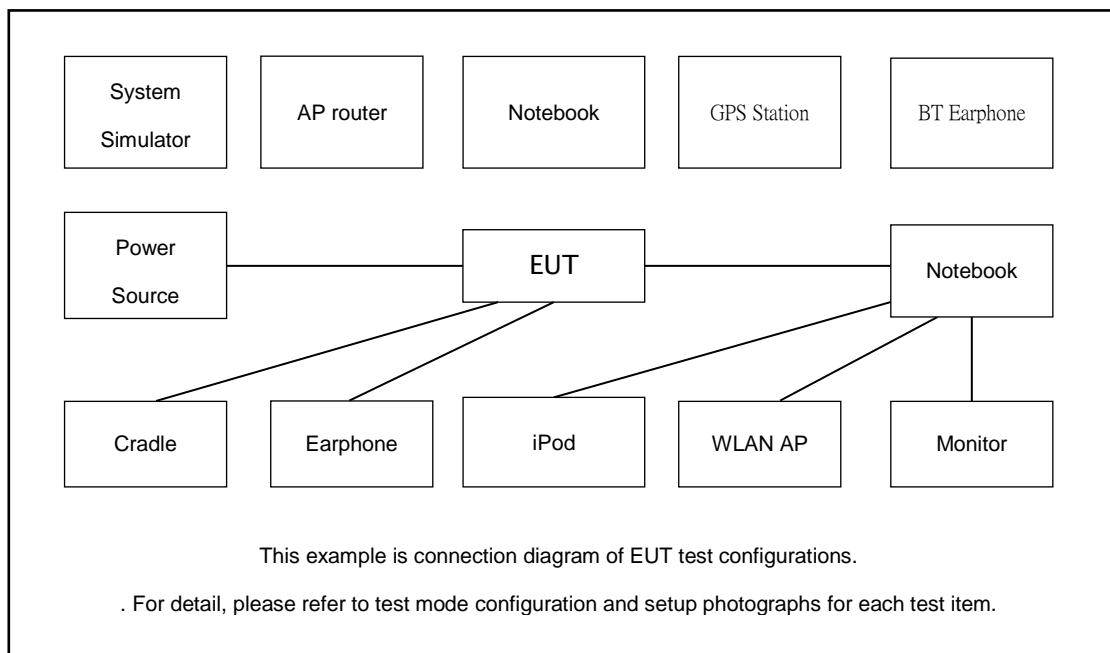 System
Simulator
AP router
Notebook
GPS Station
BT Earphone
Power
Source
EUT
Notebook
Cradle
Earphone
iPod
WLAN AP
Monitor
This example is connection diagram of EUT test configurations.
. For detail, please refer to test mode configuration and setup photographs for each test item.